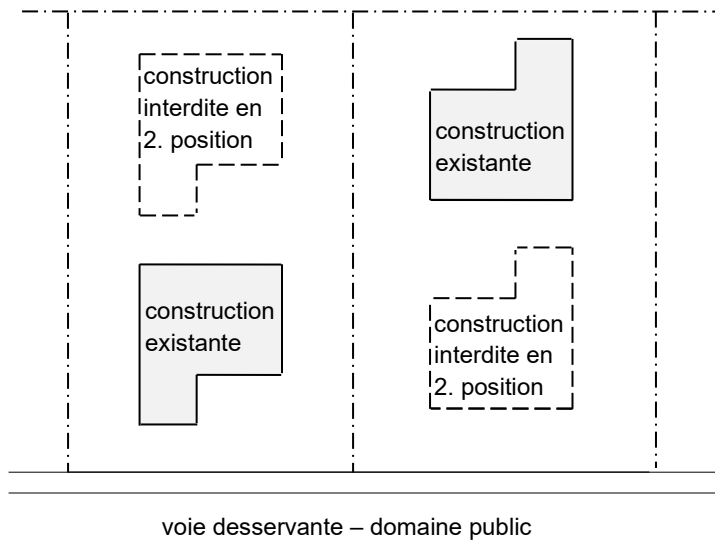 construction
interdite en
2. position
construction
existante
construction
existante
construction
interdite en
2. position
voie desservante – domaine public